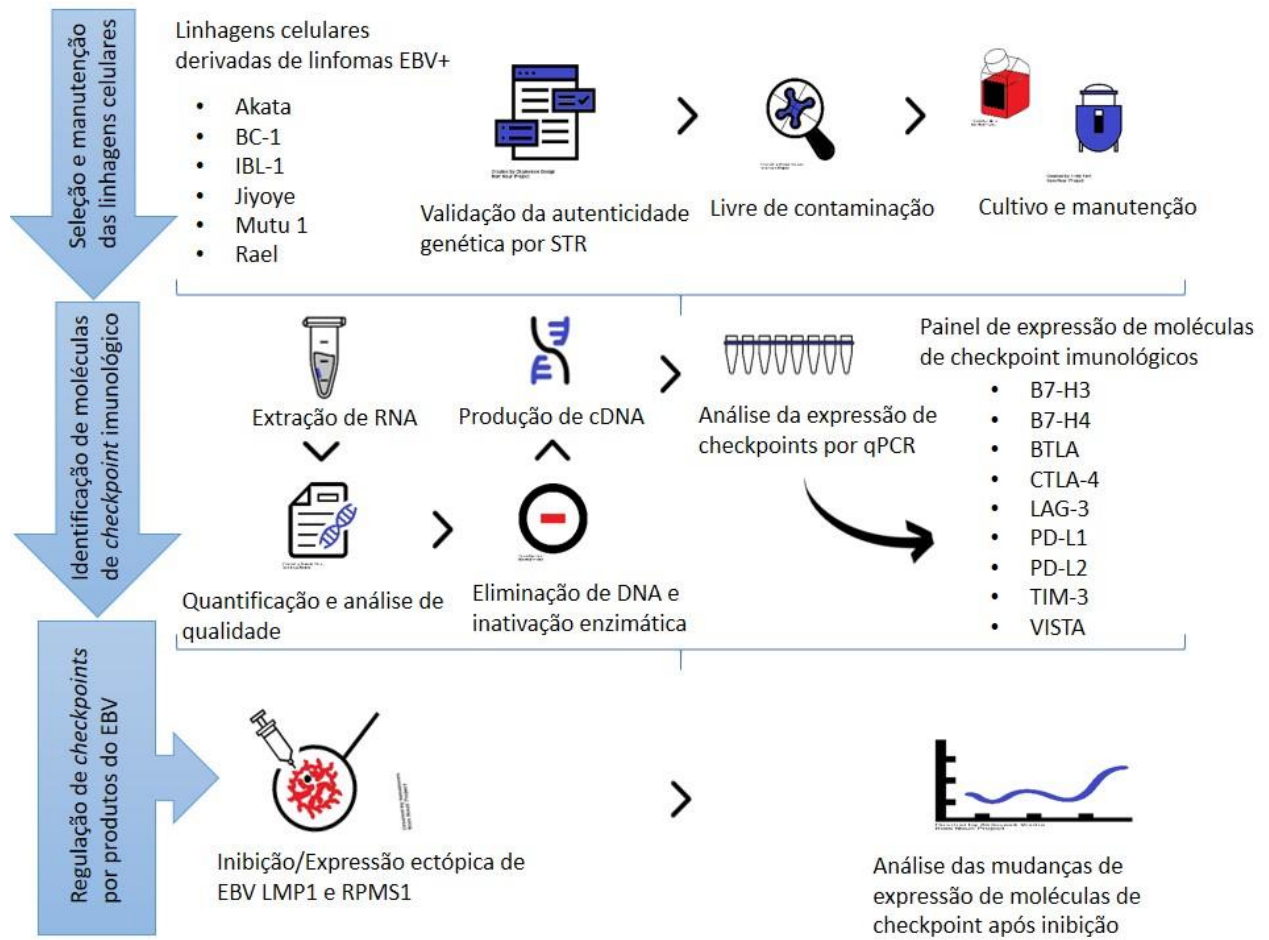 Seleção e manutenção
das linhagens celulares
Linhagens celulares
derivadas de linfomas EBV+
• Akata
• BC-1
• IBL-1
• Jiyoye
• Mutu 1
• Rael
Validação da autenticidade
genética por STR
Livre de contaminação
Cultivo e manutenção
Identificação de moléculas
de checkpoint imunológico
Extração de RNA
Produção de cDNA
Quantificação e análise de
qualidade
Eliminação de DNA e
inativação enzimática
Análise da expressão de
checkpoints por qPCR
Painel de expressão de moléculas
de checkpoint imunológicos
• B7-H3
• B7-H4
• BTLA
• CTLA-4
• LAG-3
• PD-L1
• PD-L2
• TIM-3
• VISTA
Regulação de checkpoints
por produtos do EBV
Inibição/Expressão ectópica de
EBV LMP1 e RPMS1
Análise das mudanças de
expressão de moléculas de
checkpoint após inibição